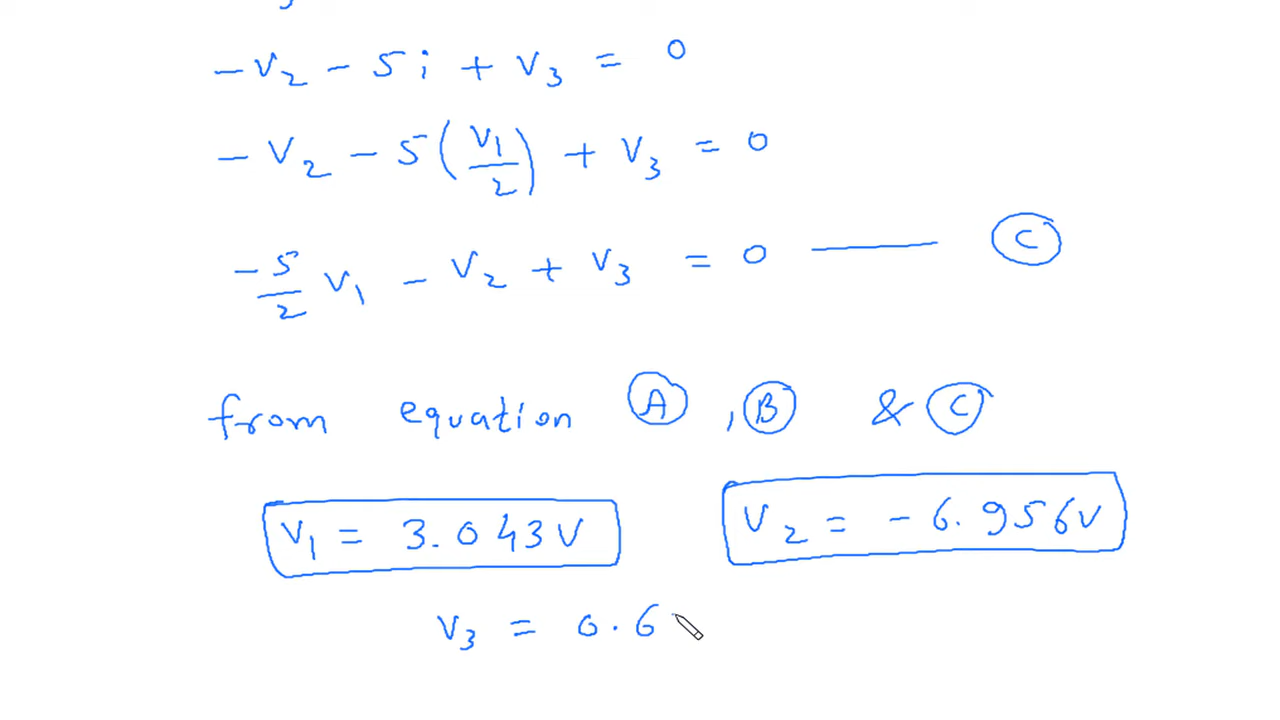 -V2 - 5i + V3 = 0
-V2 - 5(V1/2) + V3 = 0
-5/2 V1 - V2 + V3 = 0 —— C
from equation A, B & C
V1 = 3.043V V2 = -6.956V
V3 = 0.6